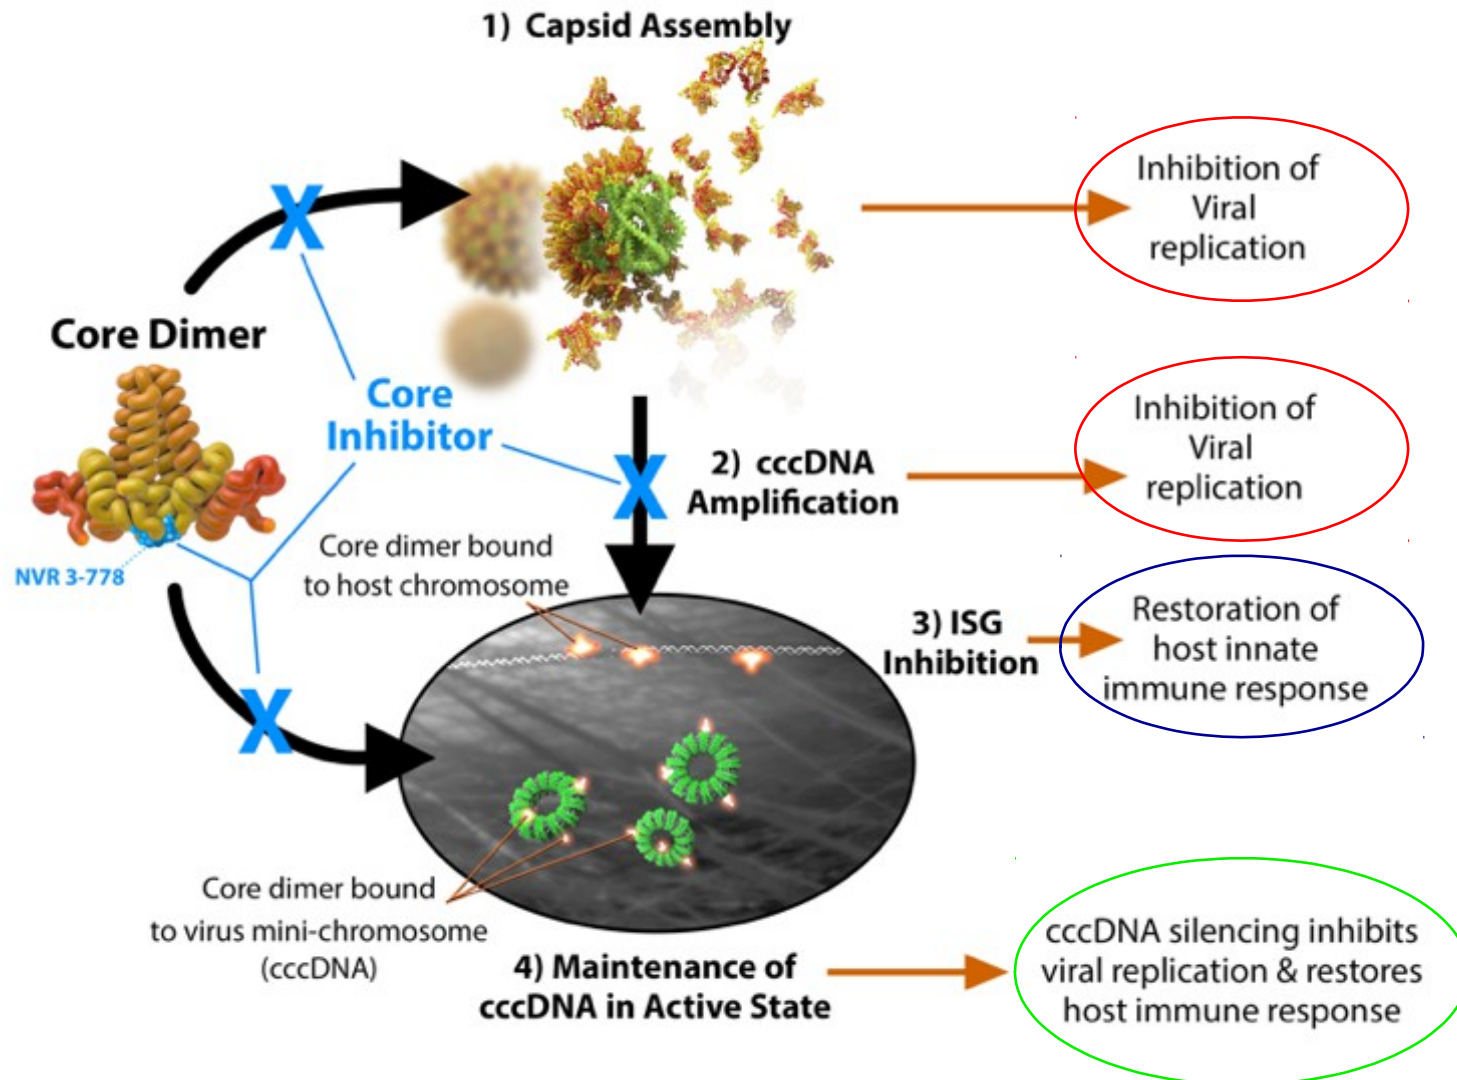 1) Capsid Assembly
Inhibition of
Viral
replication
Core Dimer
Core
Inhibitor
NVR 3-778
Inhibition of
Viral
replication
2) cccDNA
Amplification
Core dimer bound
to host chromosome
3) ISG
Inhibition
Restoration of
host innate
immune response
Core dimer bound
to virus mini-chromosome
(cccDNA)
4) Maintenance of
cccDNA in Active State
cccDNA silencing inhibits
viral replication & restores
host immune response